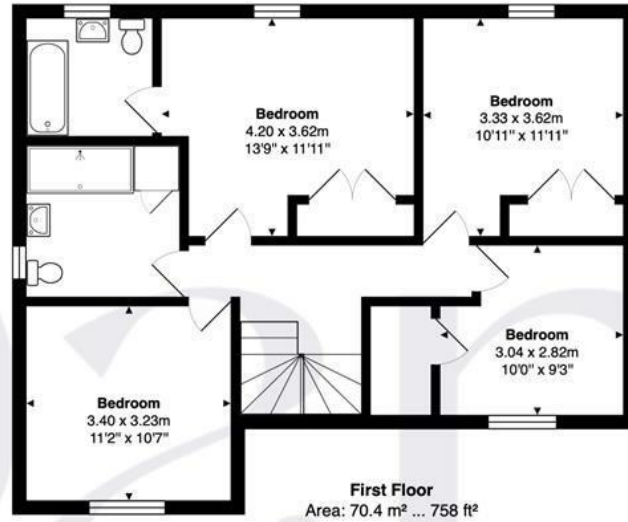 Bedroom
4.20 x 3.62m
13'9" x 11'11"
Bedroom
3.33 x 3.62m
10'11" x 11'11"
Bedroom
3.04 x 2.82m
10'0" x 9'3"
Bedroom
3.40 x 3.23m
11'2" x 10'7"
First Floor
Area: 70.4 m² ... 758 ft²